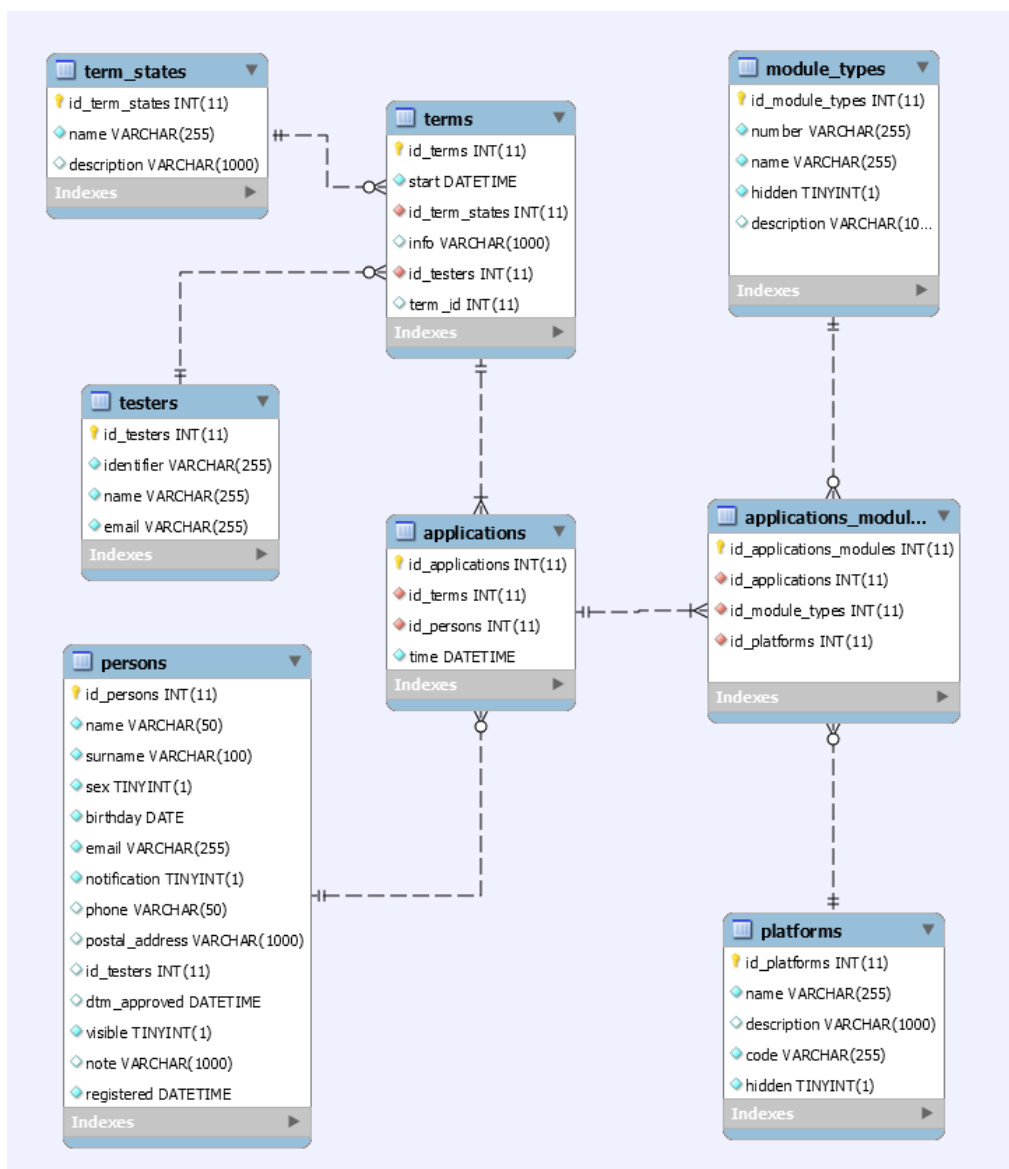 term_states
id_term_states INT(11)
name VARCHAR(255)
description VARCHAR(1000)
Indexes
terms
id_terms INT(11)
start DATETIME
id_term_states INT(11)
info VARCHAR(1000)
id_testers INT(11)
term_id INT(11)
Indexes
module_types
id_module_types INT(11)
number VARCHAR(255)
name VARCHAR(255)
hidden TINYINT(1)
description VARCHAR(10...
Indexes
testers
id_testers INT(11)
identifier VARCHAR(255)
name VARCHAR(255)
email VARCHAR(255)
Indexes
applications
id_applications INT(11)
id_terms INT(11)
id_persons INT(11)
time DATETIME
Indexes
applications_modul...
id_applications_modules INT(11)
id_applications INT(11)
id_module_types INT(11)
id_platforms INT(11)
Indexes
persons
id_persons INT(11)
name VARCHAR(50)
surname VARCHAR(100)
sex TINYINT(1)
birthday DATE
email VARCHAR(255)
notification TINYINT(1)
phone VARCHAR(50)
postal_address VARCHAR(1000)
id_testers INT(11)
dtm_approved DATETIME
visible TINYINT(1)
note VARCHAR(1000)
registered DATETIME
Indexes
platforms
id_platforms INT(11)
name VARCHAR(255)
description VARCHAR(1000)
code VARCHAR(255)
hidden TINYINT(1)
Indexes